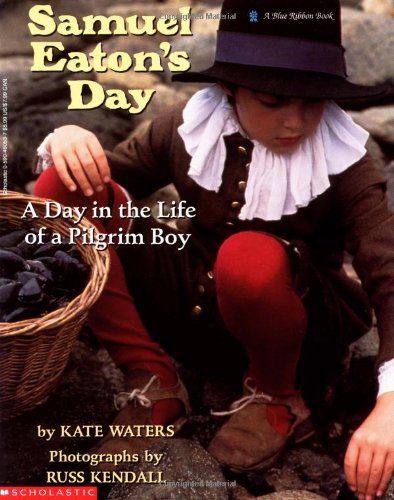 Samuel
Eaton's
Day
A Blue Ribbon Book
A Day in the Life
of a Pilgrim Boy
by KATE WATERS
Photographs by
RUSS KENDALL
SCHOLASTIC